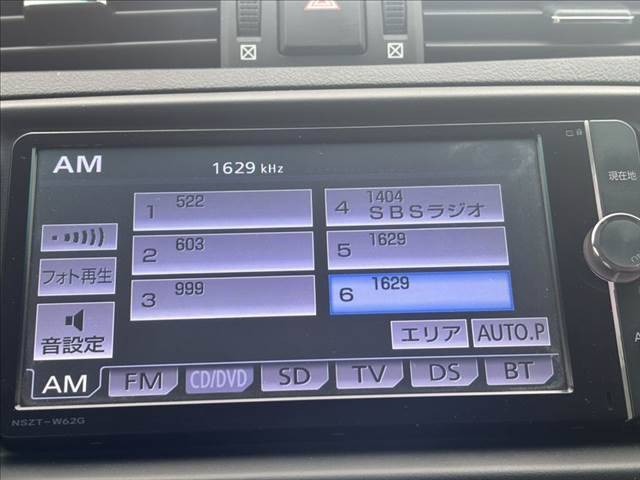 AM
1629 kHz
現在地
1 522
4 1404 SBSラジオ
2 603
5 1629
3 999
6 1629
フォト再生
音設定
エリア
AUTO.P
AM
FM
CD/DVD
SD
TV
DS
BT
NSZT-W62G